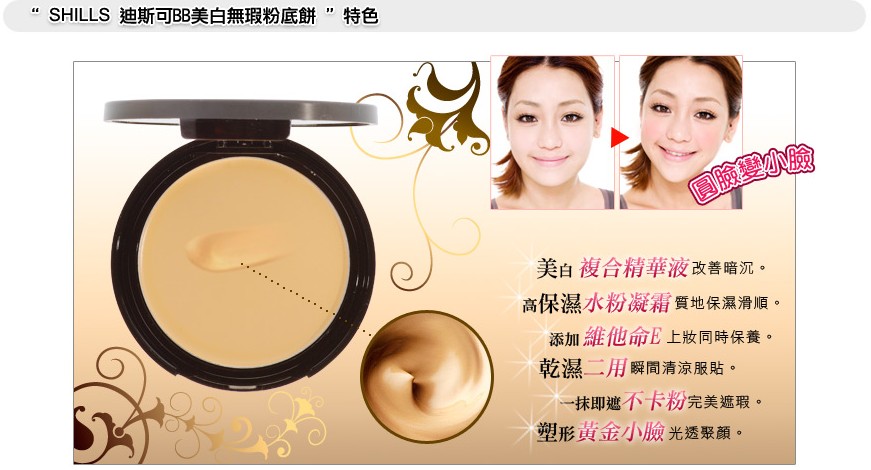 “ SHILLS 迪斯可BB美白無瑕粉底餅 ”特色
圓臉變小臉
美白 複合精華液 改善暗沉。
高保濕 水粉凝霜 質地保濕滑順。
添加 維他命E 上妝同時保養。
乾濕二用 瞬間清涼服貼。
一抹即遮 不卡粉 完美遮瑕。
塑形 黃金小臉 光透聚顏。